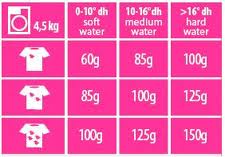 4,5 kg
0-10° dh
soft
water
10-16° dh
medium
water
>16° dh
hard
water
60g
85g
100g
85g
100g
125g
100g
125g
150g